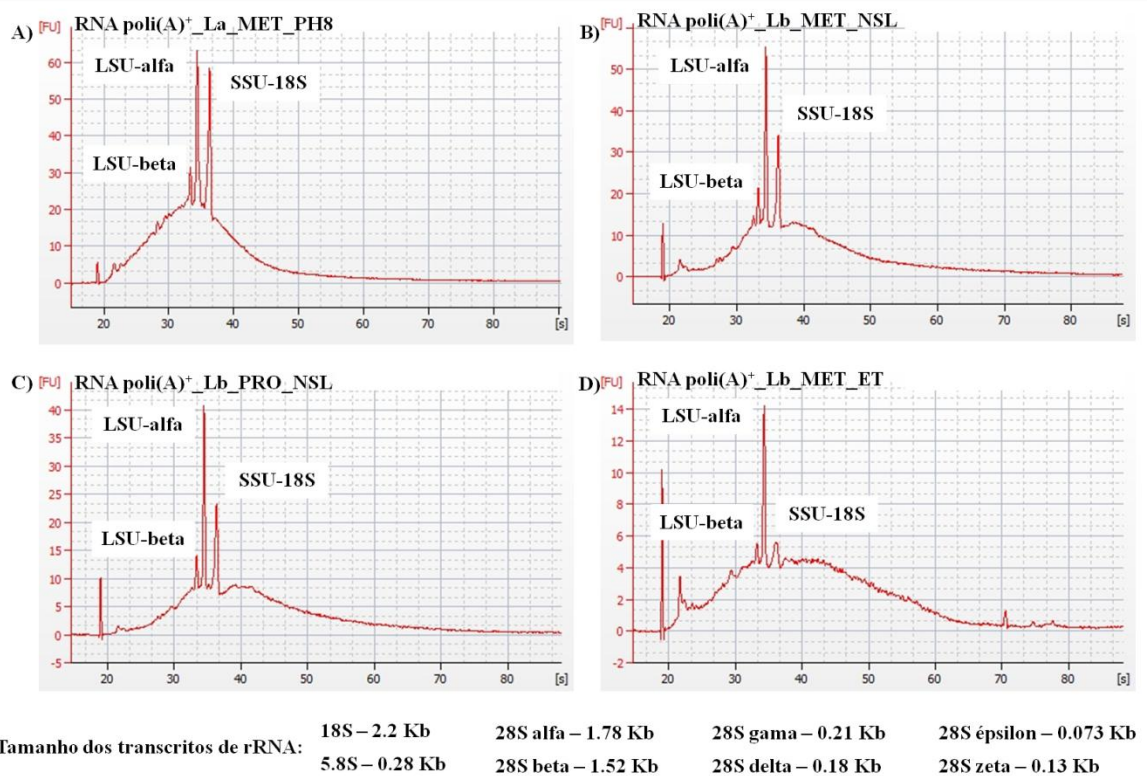 A) [FU] RNA poli(A)⁺_La_MET_PH8
LSU-alfa
SSU-18S
LSU-beta
60
50
40
30
20
10
0
20 30 40 50 60 70 80 [s]
B) [FU] RNA poli(A)⁺_Lb_MET_NSL
LSU-alfa
SSU-18S
LSU-beta
50
40
30
20
10
0
20 30 40 50 60 70 80 [s]
C) [FU] RNA poli(A)⁺_Lb_PRO_NSL
LSU-alfa
SSU-18S
LSU-beta
40
35
30
25
20
15
10
5
0
-5
20 30 40 50 60 70 80 [s]
D) [FU] RNA poli(A)⁺_Lb_MET_ET
LSU-alfa
SSU-18S
LSU-beta
14
12
10
8
6
4
2
0
-2
20 30 40 50 60 70 80 [s]
Tamanho dos transcritos de rRNA:
18S – 2.2 Kb 28S alfa – 1.78 Kb 28S gama – 0.21 Kb 28S épsilon – 0.073 Kb
5.8S – 0.28 Kb 28S beta – 1.52 Kb 28S delta – 0.18 Kb 28S zeta – 0.13 Kb